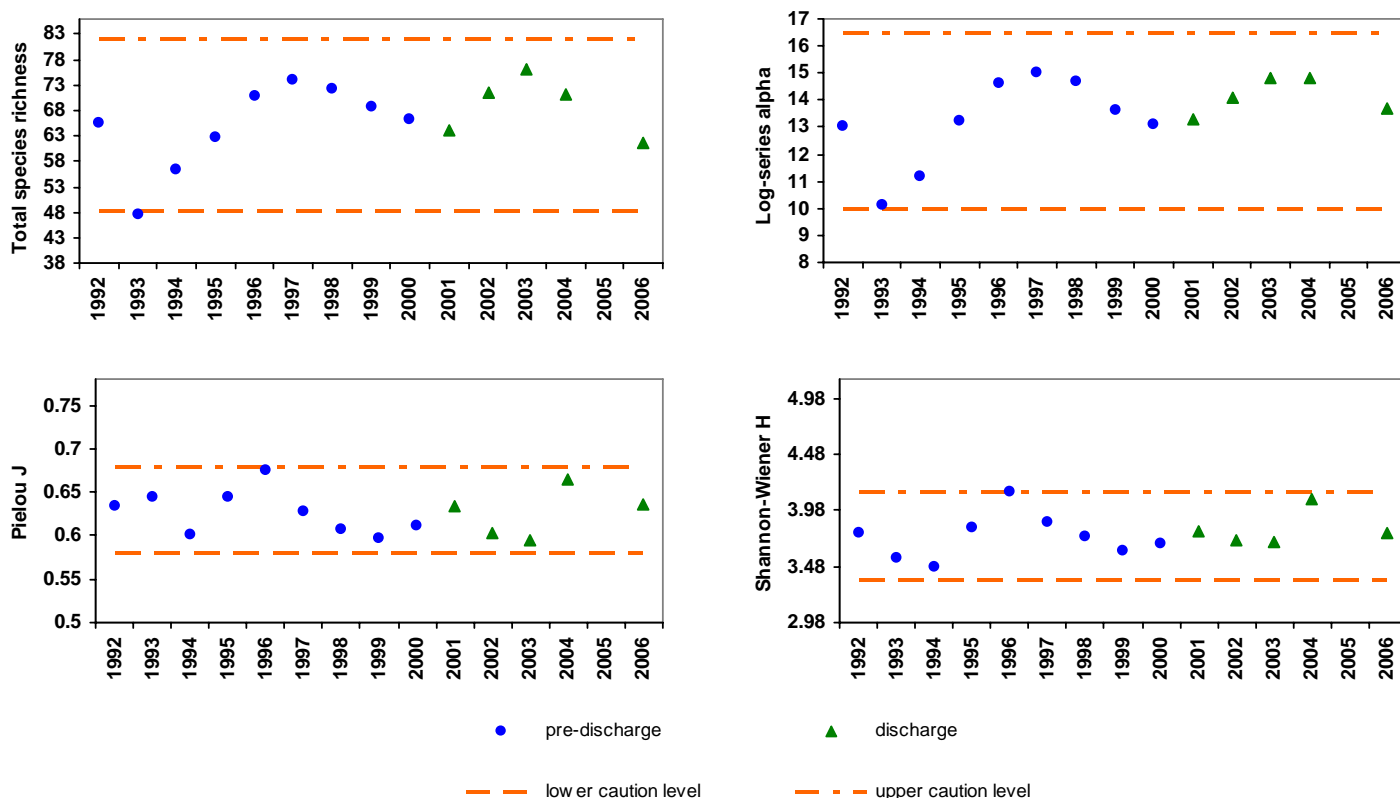 Total species richness
83
78
73
68
63
58
53
48
43
38
1992 1993 1994 1995 1996 1997 1998 1999 2000 2001 2002 2003 2004 2005 2006
Log-series alpha
17
16
15
14
13
12
11
10
9
8
1992 1993 1994 1995 1996 1997 1998 1999 2000 2001 2002 2003 2004 2005 2006
Pielou J
0.75
0.7
0.65
0.6
0.55
0.5
1992 1993 1994 1995 1996 1997 1998 1999 2000 2001 2002 2003 2004 2005 2006
Shannon-Wiener H
4.98
4.48
3.98
3.48
2.98
1992 1993 1994 1995 1996 1997 1998 1999 2000 2001 2002 2003 2004 2005 2006
pre-discharge
discharge
lower caution level
upper caution level